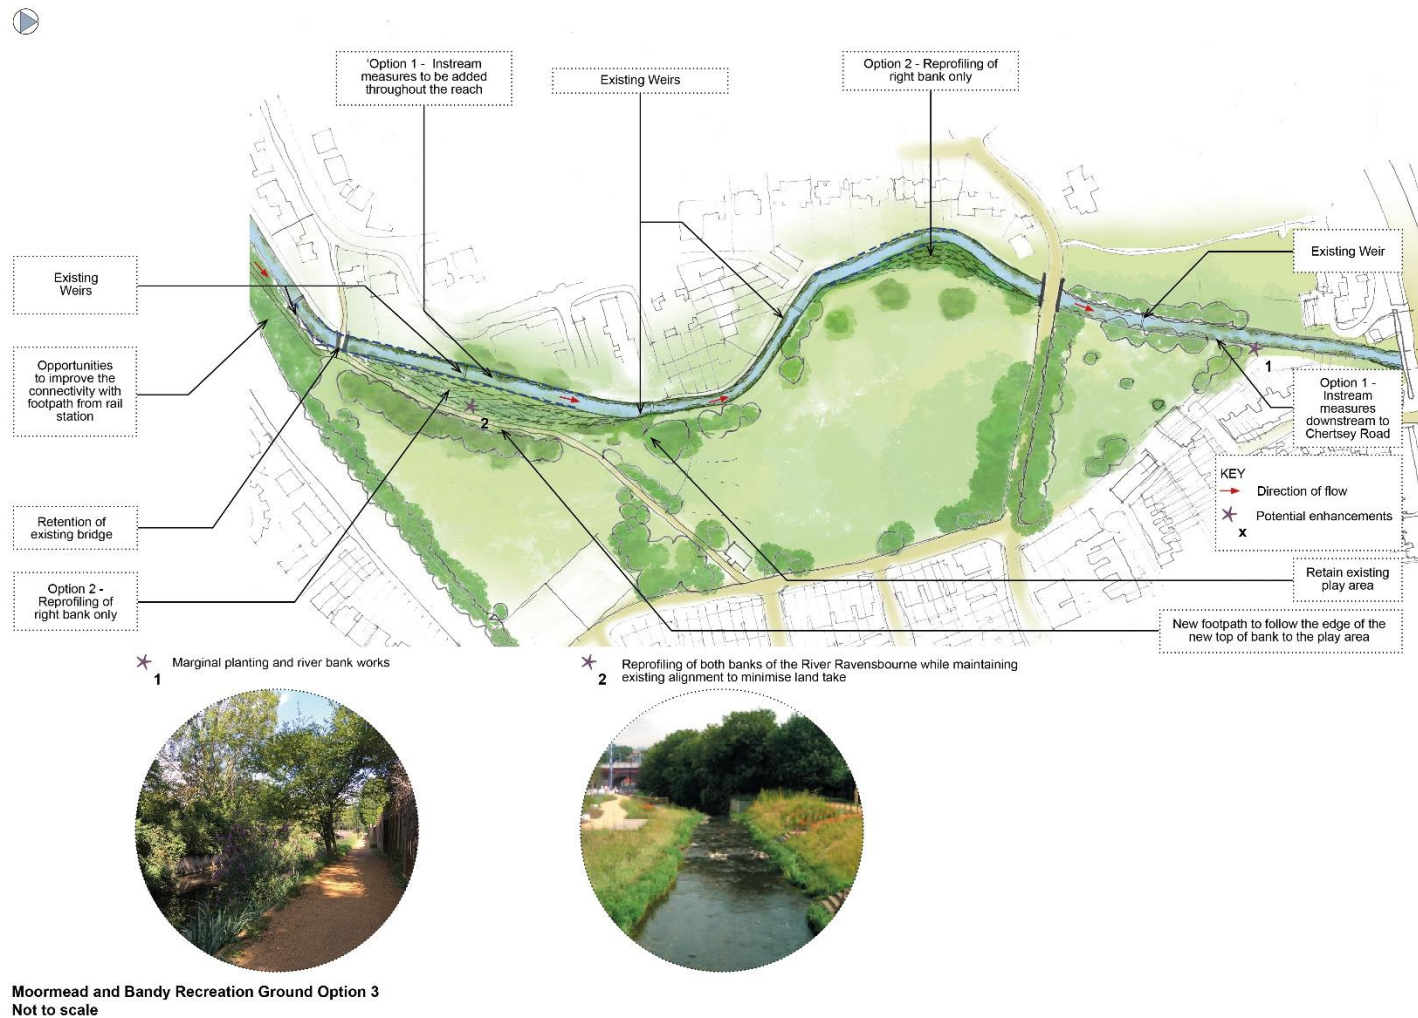 'Option 1 - Instream
measures to be added
throughout the reach
Existing Weirs
Option 2 - Reprofiling of
right bank only
Existing
Weirs
Existing Weir
Opportunities
to improve the
connectivity with
footpath from rail
station
1
Option 1 -
Instream
measures
downstream to
Chertsey Road
2
KEY
Direction of flow
Potential enhancements
x
Retention of
existing bridge
Option 2 -
Reprofiling of
right bank only
Retain existing
play area
New footpath to follow the edge of the
new top of bank to the play area
Marginal planting and river bank works
1
Reprofiling of both banks of the River Ravensbourne while maintaining
existing alignment to minimise land take
2
Moormead and Bandy Recreation Ground Option 3
Not to scale